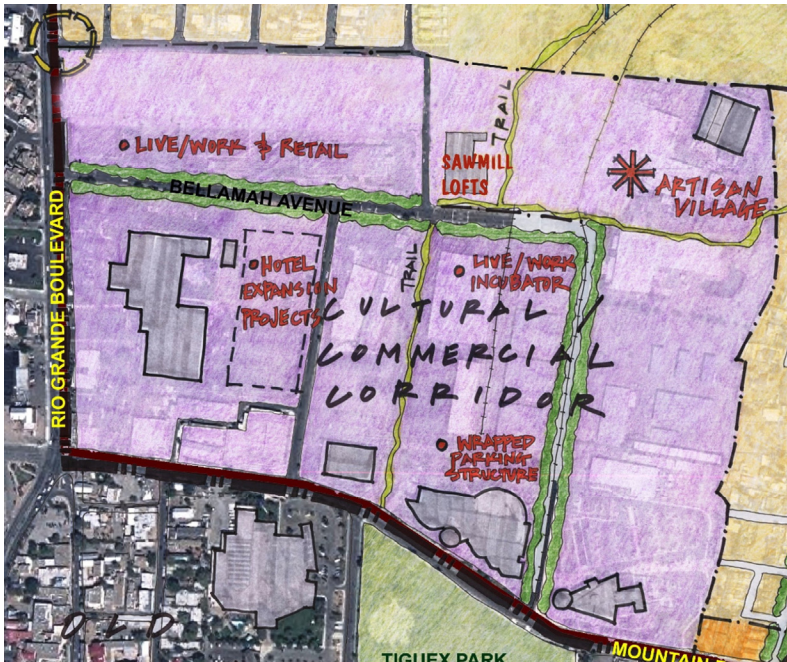 TRAIL
LIVE/WORK & RETAIL
SAWMILL
LOFTS
ARTISAN
VILLAGE
BELLAMAH AVENUE
RIO GRANDE BOULEVARD
TRAIL
HOTEL
EXPANSION
PROJECTS
LIVE/WORK
INCUBATOR
CULTURAL /
COMMERCIAL
CORRIDOR
WRAPPED
PARKING
STRUCTURE
OLD
TIGUEX PARK
MOUNTAIN